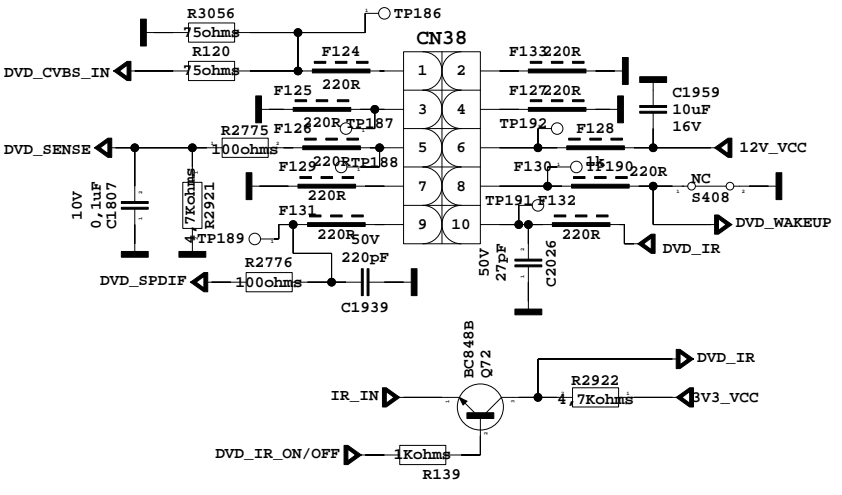 R3056
75ohms
TP186
CN38
R120
75ohms
DVD_CVBS_IN
F124
220R
1
2
F133
220R
F125
220R
TP187
3
4
F127
220R
C1959
10uF
16V
DVD_SENSE
R2775
100ohms
F126
220R
TP188
5
6
TP192
F128
1k
12V_VCC
10V
0,1uF
C1807
4,7Kohms
R2921
F129
220R
7
8
F130
TP190
220R
NC
S408
DVD_WAKEUP
TP189
F131
220R
9
10
TP191
F132
220R
DVD_IR
50V
220pF
C1939
50V
27pF
C2026
DVD_SPDIF
R2776
100ohms
BC848B
Q72
DVD_IR
IR_IN
R2922
4,7Kohms
3V3_VCC
DVD_IR_ON/OFF
1Kohms
R139